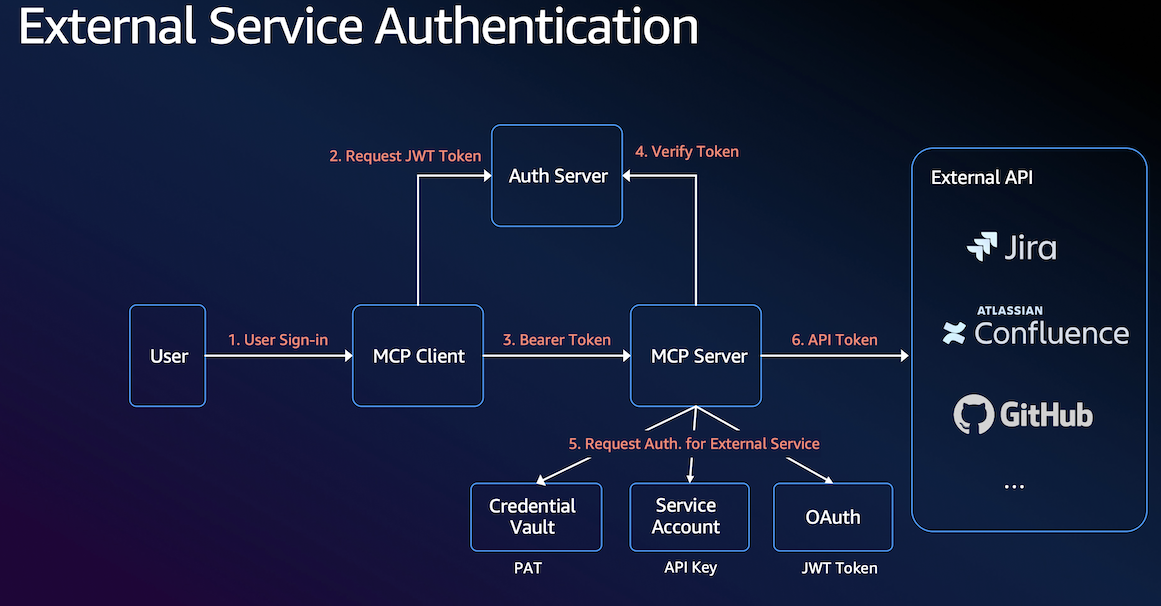 External Service Authentication
2. Request JWT Token
Auth Server
4. Verify Token
External API
Jira
ATLASSIAN
Confluence
GitHub
...
User
1. User Sign-in
MCP Client
3. Bearer Token
MCP Server
6. API Token
5. Request Auth. for External Service
Credential
Vault
Service
Account
OAuth
PAT
API Key
JWT Token